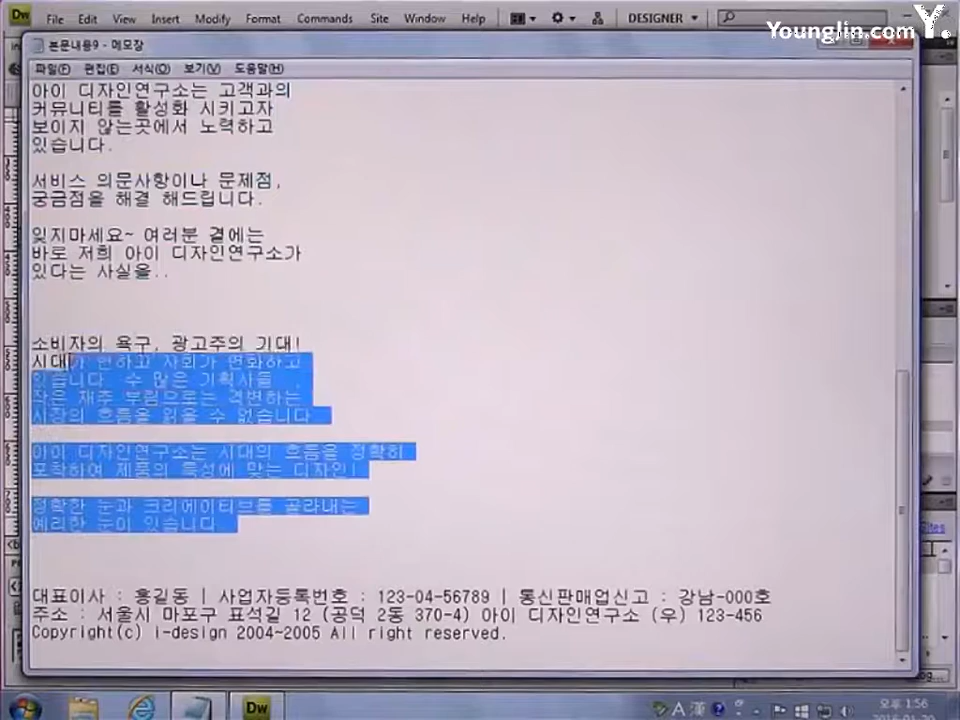 Dw File Edit View Insert Modify Format Commands Site Window Help DESIGNER
Younglin.com Y.
본문내용9 - 메모장
파일(F) 편집(E) 서식(O) 보기(V) 도움말(H)
아이 디자인연구소는 고객과의
커뮤니티를 활성화 시키고자
보이지 않는곳에서 노력하고
있습니다.
서비스 의문사항이나 문제점,
궁금점을 해결 해드립니다.
잊지마세요~ 여러분 곁에는
바로 저희 아이 디자인연구소가
있다는 사실을..
소비자의 욕구, 광고주의 기대!
시대가 변하고 사회가 변화하고
있습니다. 수 많은 기획사들 .
작은 재주 부림으로는 격변하는
시장의 흐름을 읽을 수 없습니다.
아이 디자인연구소는 시대의 흐름을 정확히
포착하여 제품의 특성에 맞는 디자인!
정확한 눈과 크리에이티브를 골라내는
예리한 눈이 있습니다.
대표이사 : 홍길동 | 사업자등록번호 : 123-04-56789 | 통신판매업신고 : 강남-000호
주소 : 서울시 마포구 표석길 12 (공덕 2동 370-4) 아이 디자인연구소 (우) 123-456
Copyright(c) i-design 2004-2005 All right reserved.
Sites
Dw
A 漢
오후 1:56